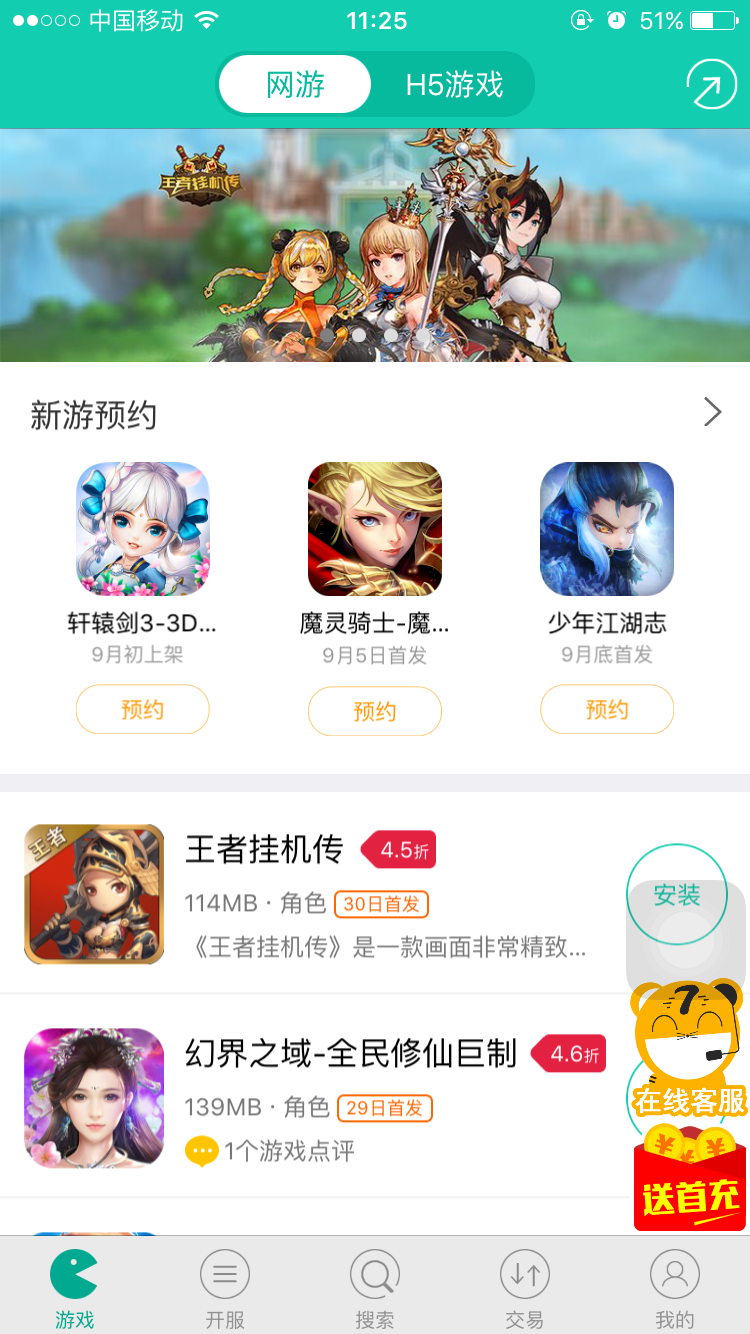 中国移动 11:25 51%
网游 H5游戏
王者挂机传
新游预约
轩辕剑3-3D... 魔灵骑士-魔... 少年江湖志
9月初上架 9月5日首发 9月底首发
预约 预约 预约
王者
王者挂机传 4.5折
安装
114MB · 角色 30日首发
《王者挂机传》是一款画面非常精致...
幻界之域-全民修仙巨制 4.6折
139MB · 角色 29日首发
1个游戏点评
7
在线客服
¥ ¥ ¥
送首充
游戏 开服 搜索 交易 我的